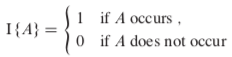 I{A} = { 1 if A occurs ,
0 if A does not occur